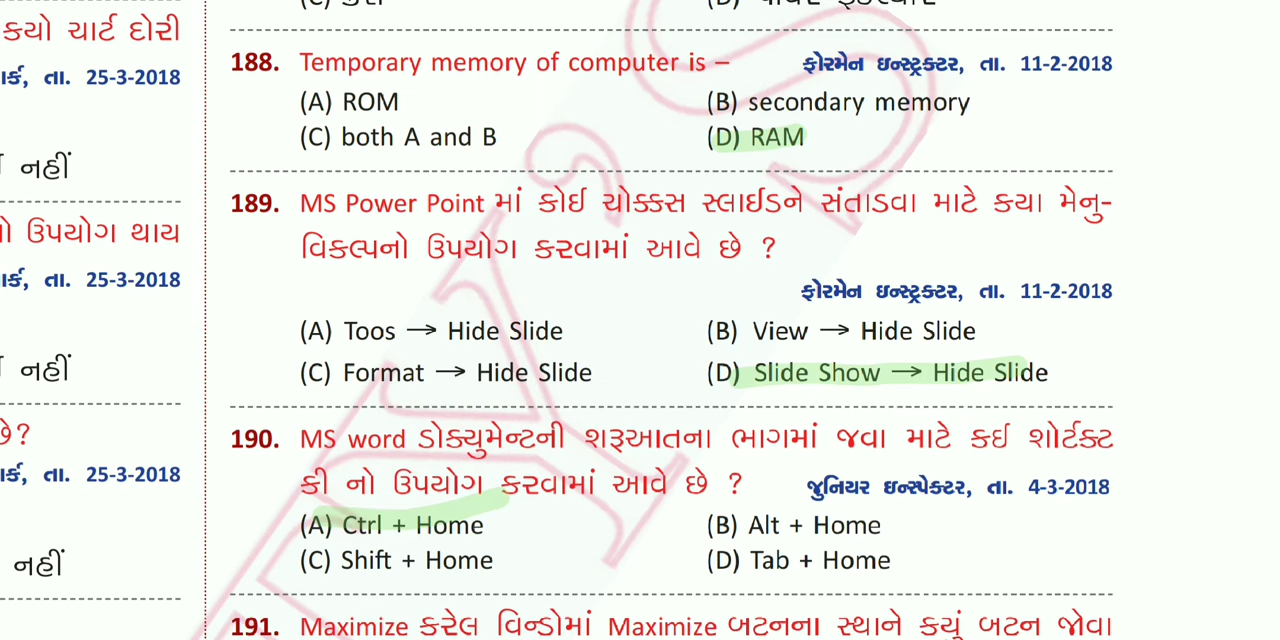 કયો ચાર્ટ દોરી
તા. 25-3-2018
નહીં
ઉપયોગ થાય
તા. 25-3-2018
નહીં
છે?
તા. 25-3-2018
નહીં
188. Temporary memory of computer is – ફોરમેન ઇન્સ્ટ્રક્ટર, તા. 11-2-2018
(A) ROM (B) secondary memory
(C) both A and B (D) RAM
189. MS Power Point માં કોઈ ચોક્કસ સ્લાઈડને સંતાડવા માટે કયા મેનુ-
વિકલ્પનો ઉપયોગ કરવામાં આવે છે ?
ફોરમેન ઇન્સ્ટ્રક્ટર, તા. 11-2-2018
(A) Toos → Hide Slide (B) View → Hide Slide
(C) Format → Hide Slide (D) Slide Show → Hide Slide
190. MS word ડોક્યુમેન્ટની શરૂઆતના ભાગમાં જવા માટે કઈ શોર્ટકટ
કી નો ઉપયોગ કરવામાં આવે છે ? જુનિયર ઇન્સ્પેક્ટર, તા. 4-3-2018
(A) Ctrl + Home (B) Alt + Home
(C) Shift + Home (D) Tab + Home
191. Maximize કરેલ વિન્ડોમાં Maximize બટનના સ્થાને કયું બટન જોવા